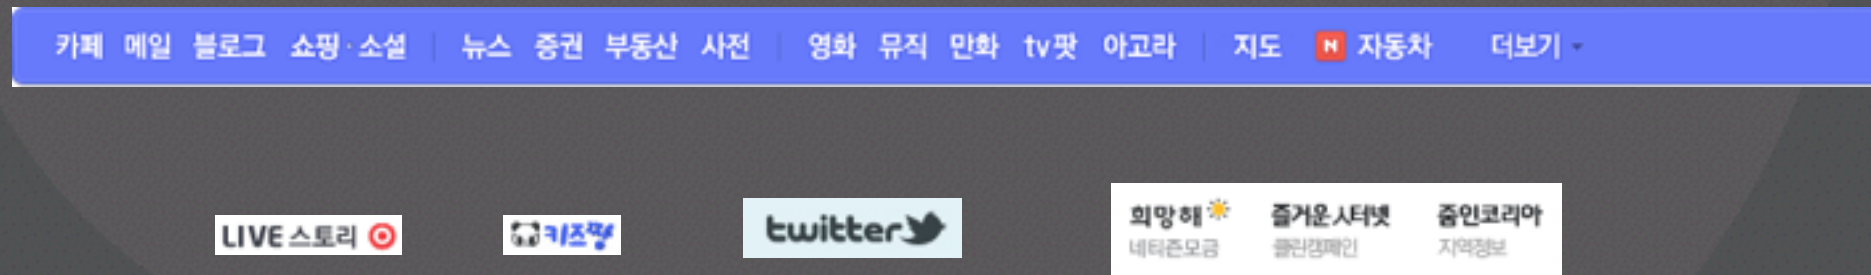 카페 메일 블로그 쇼핑·소셜 뉴스 증권 부동산 사전 영화 뮤직 만화 tv팟 아고라 지도 N 자동차 더보기
LIVE 스토리 키즈짱 twitter
희망해 즐거운人터넷 줌인코리아
네티즌모금 클린캠페인 지역정보